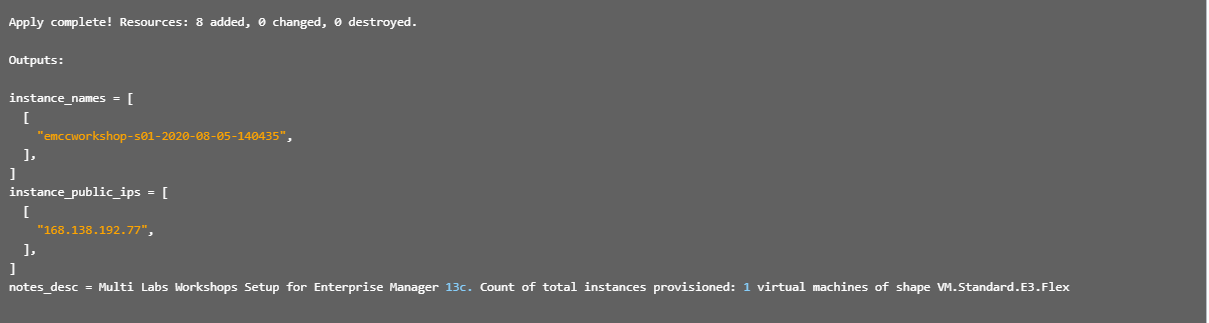 Apply complete! Resources: 8 added, 0 changed, 0 destroyed.
Outputs:
instance_names = [
[
"emccworkshop-s01-2020-08-05-140435",
],
]
instance_public_ips = [
[
"168.138.192.77",
],
]
notes_desc = Multi Labs Workshops Setup for Enterprise Manager 13c. Count of total instances provisioned: 1 virtual machines of shape VM.Standard.E3.Flex